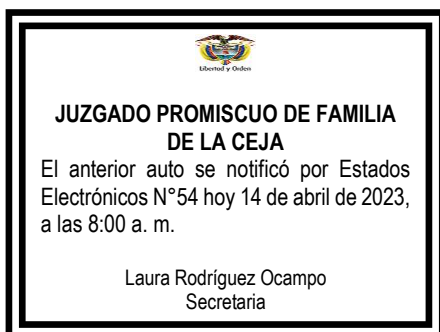 Libertad y Orden
JUZGADO PROMISCUO DE FAMILIA
DE LA CEJA
El anterior auto se notificó por Estados
Electrónicos N°54 hoy 14 de abril de 2023,
a las 8:00 a. m.
Laura Rodríguez Ocampo
Secretaria